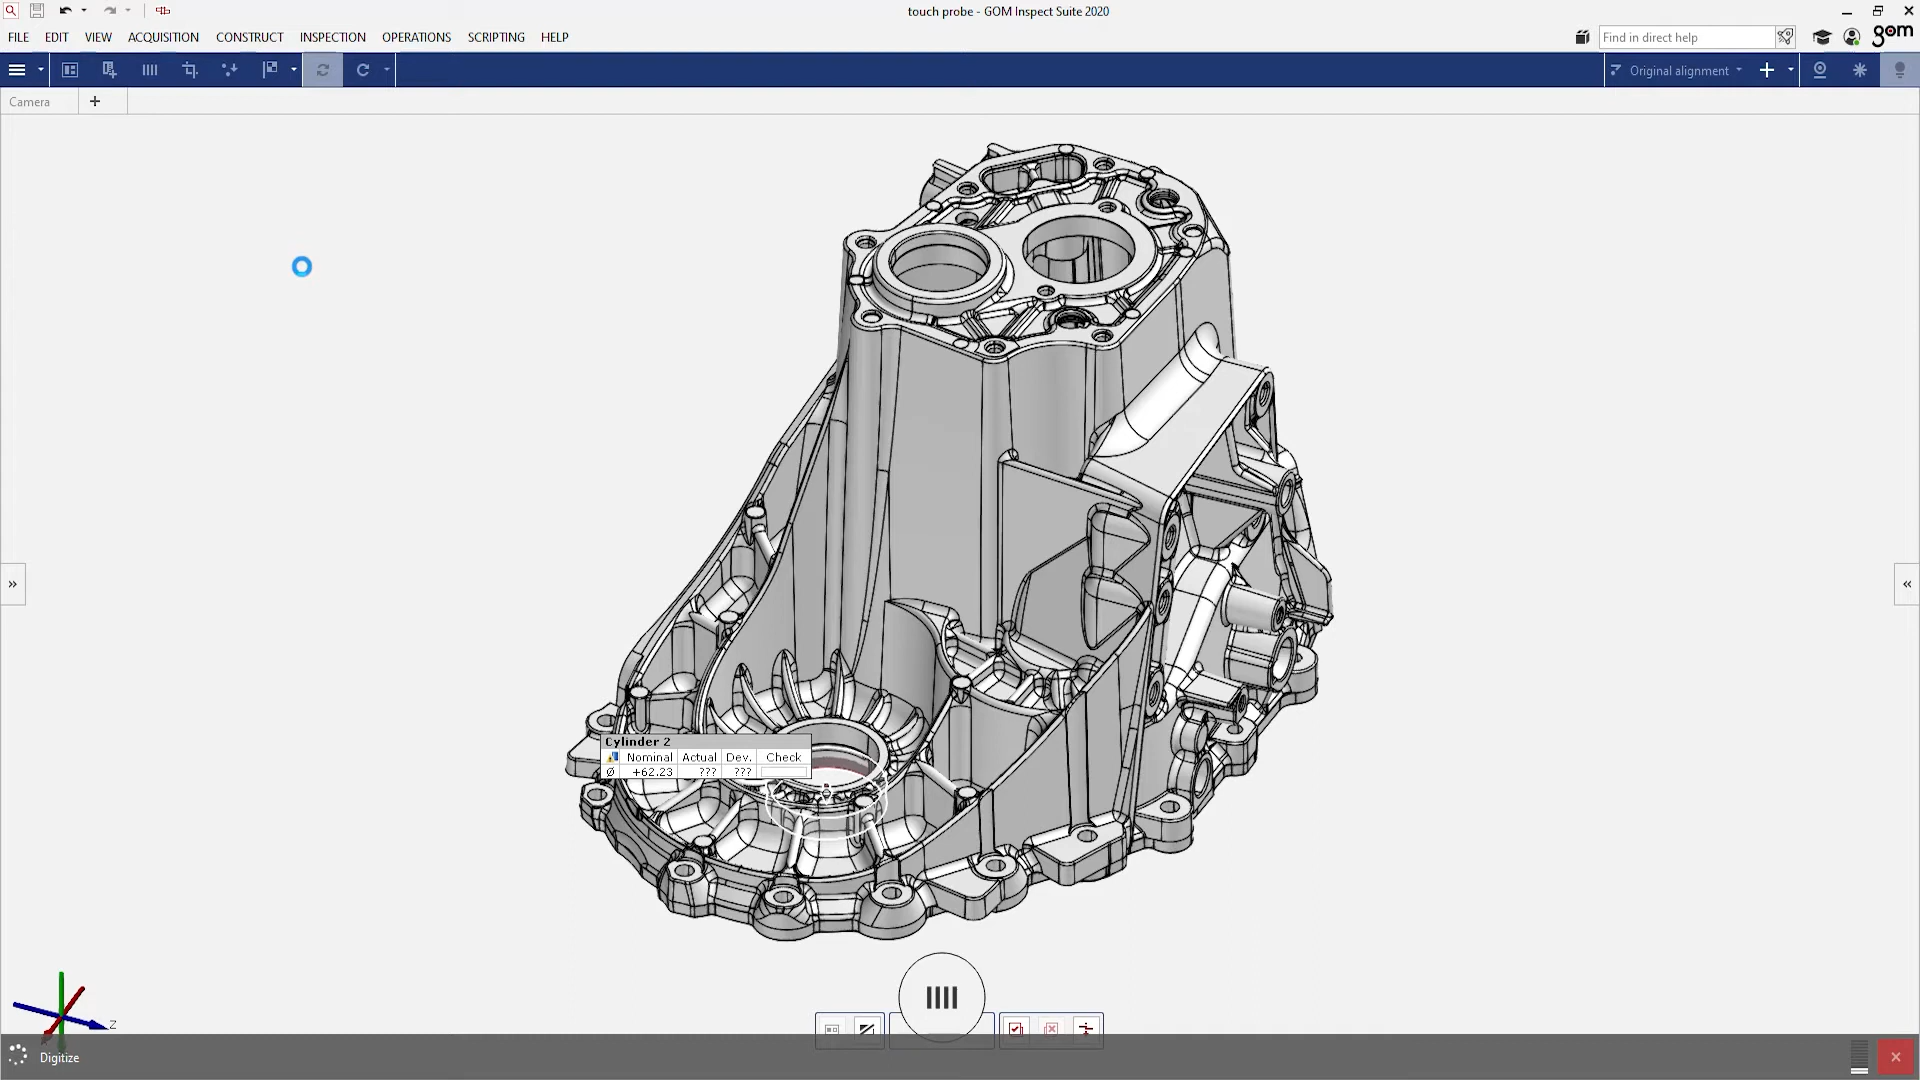 touch probe - GOM Inspect Suite 2020
FILE EDIT VIEW ACQUISITION CONSTRUCT INSPECTION OPERATIONS SCRIPTING HELP
Find in direct help
gom
Original alignment
Camera
Cylinder 2
Nominal Actual Dev. Check
Ø +62.23 ??? ???
Z
Digitize